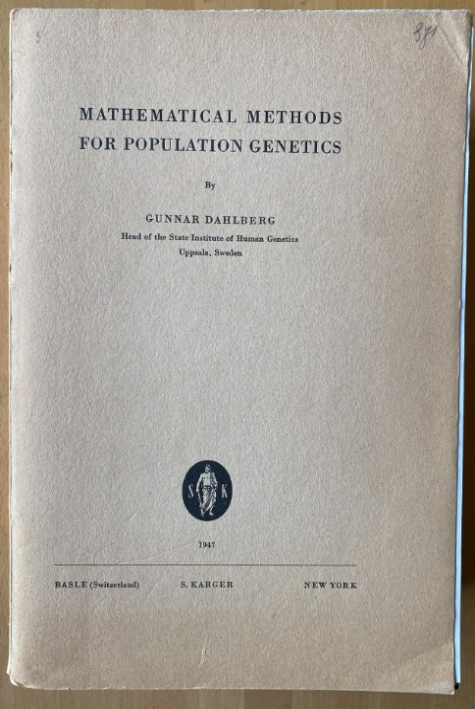 371
MATHEMATICAL METHODS
FOR POPULATION GENETICS
By
GUNNAR DAHLBERG
Head of the State Institute of Human Genetics
Uppsala, Sweden
S K
1947
BASLE (Switzerland) S. KARGER NEW YORK